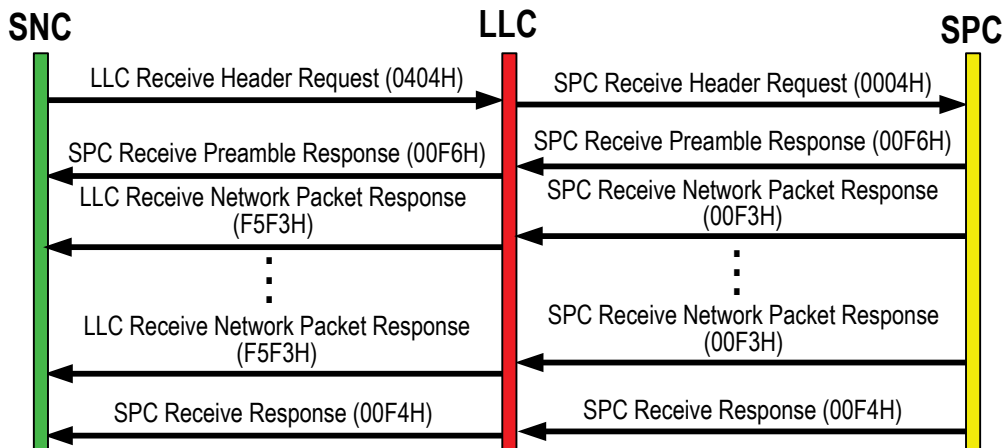 SNC LLC SPC
LLC Receive Header Request (0404H) SPC Receive Header Request (0004H)
SPC Receive Preamble Response (00F6H) SPC Receive Preamble Response (00F6H)
LLC Receive Network Packet Response
(F5F3H)
SPC Receive Network Packet Response
(00F3H)
LLC Receive Network Packet Response
(F5F3H)
SPC Receive Network Packet Response
(00F3H)
SPC Receive Response (00F4H) SPC Receive Response (00F4H)